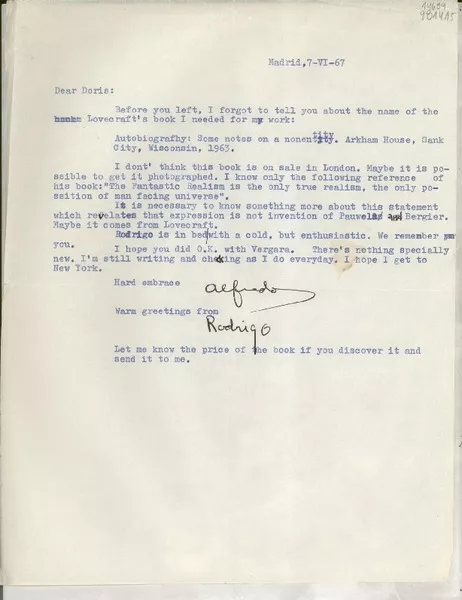 Madrid,7-VI-67
Dear Doris:
Before you left, I forgot to tell you about the name of the
Lovecraft's book I needed for my work:
Autobiografhy: Some notes on a nonentity. Arkham House, Sank
City, Wisconsin, 1963.
I dont' think this book is on sale in London. Maybe it is po-
ssible to get it photographed. I know only the following reference of
his book:"The Fantastic Realism is the only true realism, the only po-
ssition of man facing universe".
It is necessary to know something more about this statement
which revelates that expression is not invention of Pauwels and Bergier.
Maybe it comes from Lovecraft.
Rodrigo is in bed with a cold, but enthusiastic. We remember
you.
I hope you did O.K. with Vergara. There's nothing specially
new. I'm still writing and as I do everyday. I hope I get to
New York.
Hard embrace
alfredo
Warm greetings from
Rodrigo
Let me know the price of the book if you discover it and
send it to me.